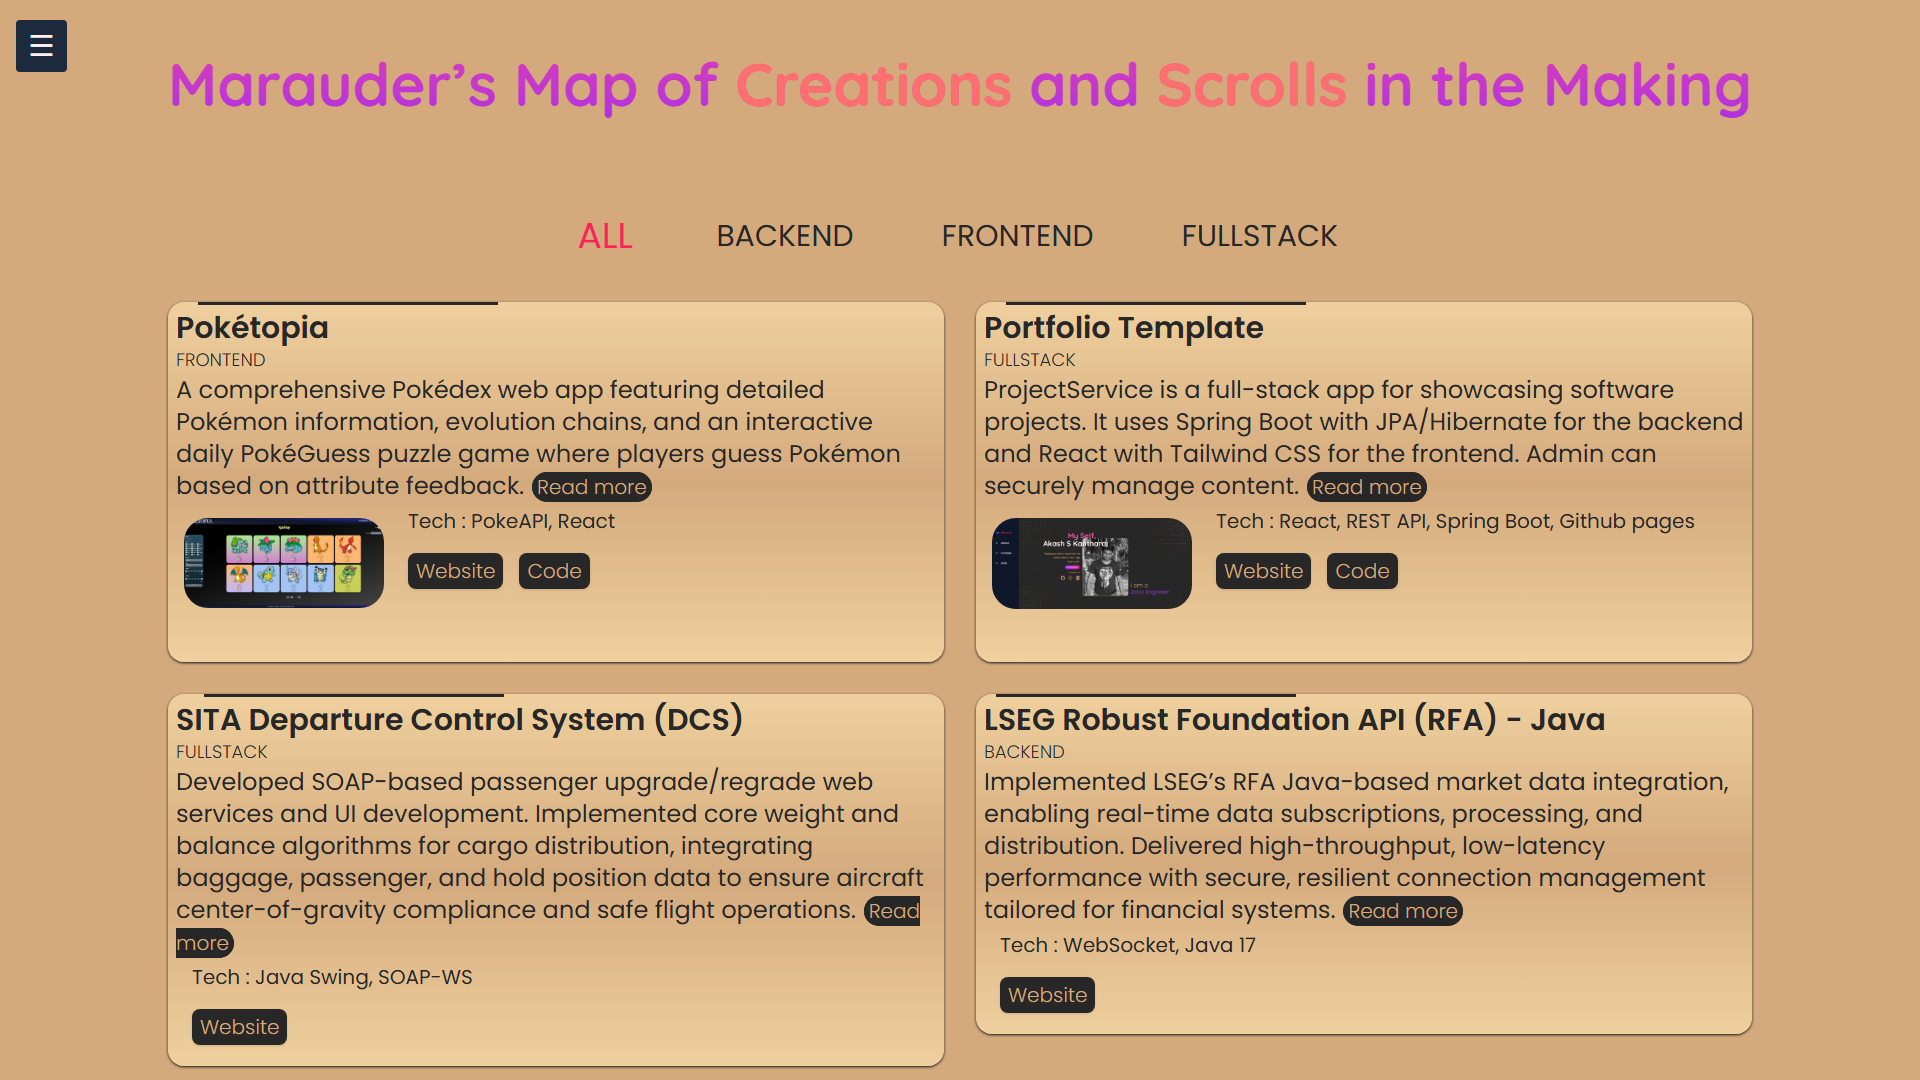 ☰
Marauder’s Map of Creations and Scrolls in the Making
ALL
BACKEND
FRONTEND
FULLSTACK
Pokétopia
FRONTEND
A comprehensive Pokédex web app featuring detailed
Pokémon information, evolution chains, and an interactive
daily PokéGuess puzzle game where players guess Pokémon
based on attribute feedback. Read more
Tech : PokeAPI, React
Website
Code
Portfolio Template
FULLSTACK
ProjectService is a full-stack app for showcasing software
projects. It uses Spring Boot with JPA/Hibernate for the backend
and React with Tailwind CSS for the frontend. Admin can
securely manage content. Read more
My Self,
Akash S Kalitharaj
Tech : React, REST API, Spring Boot, Github pages
Website
Code
SITA Departure Control System (DCS)
FULLSTACK
Developed SOAP-based passenger upgrade/regrade web
services and UI development. Implemented core weight and
balance algorithms for cargo distribution, integrating
baggage, passenger, and hold position data to ensure aircraft
center-of-gravity compliance and safe flight operations. Read
more
Tech : Java Swing, SOAP-WS
Website
LSEG Robust Foundation API (RFA) - Java
BACKEND
Implemented LSEG’s RFA Java-based market data integration,
enabling real-time data subscriptions, processing, and
distribution. Delivered high-throughput, low-latency
performance with secure, resilient connection management
tailored for financial systems. Read more
Tech : WebSocket, Java 17
Website